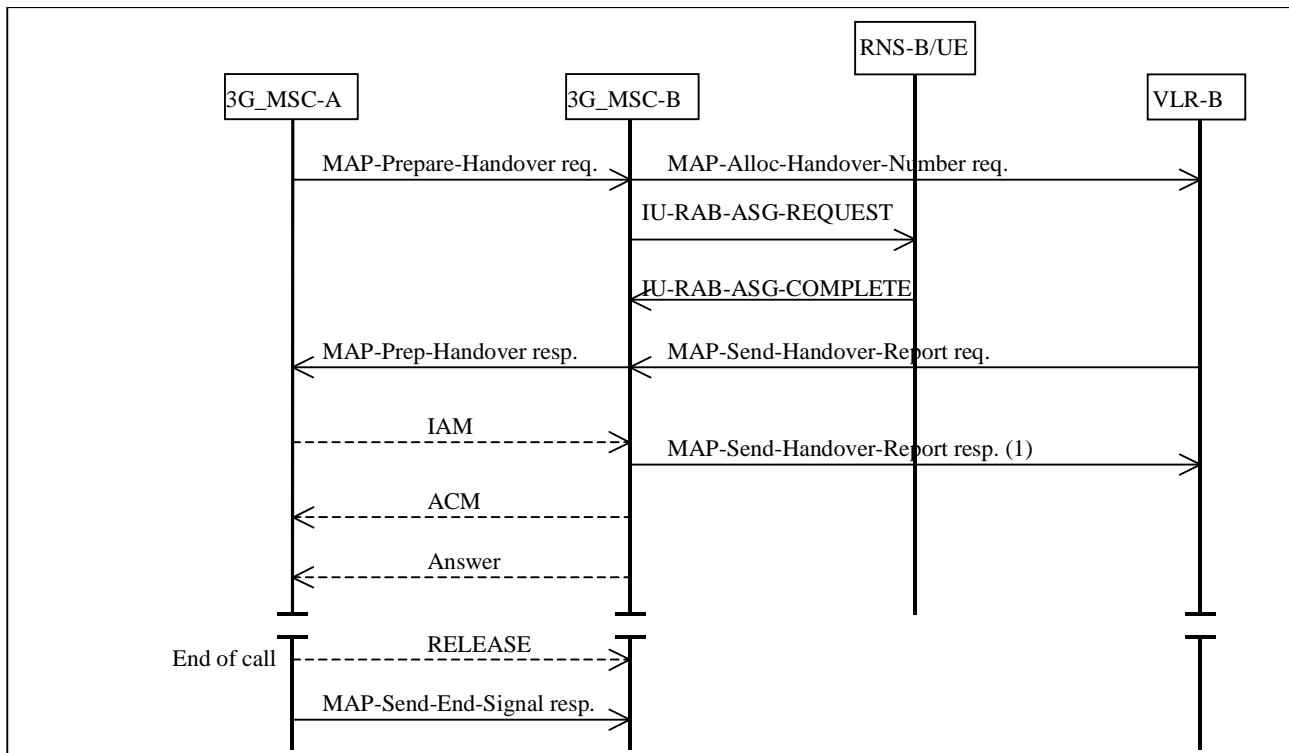 RNS-B/UE
3G_MSC-A
3G_MSC-B
VLR-B
MAP-Prepare-Handover req.
MAP-Alloc-Handover-Number req.
IU-RAB-ASG-REQUEST
IU-RAB-ASG-COMPLETE
MAP-Prep-Handover resp.
MAP-Send-Handover-Report req.
IAM
MAP-Send-Handover-Report resp. (1)
ACM
Answer
RELEASE
End of call
MAP-Send-End-Signal resp.